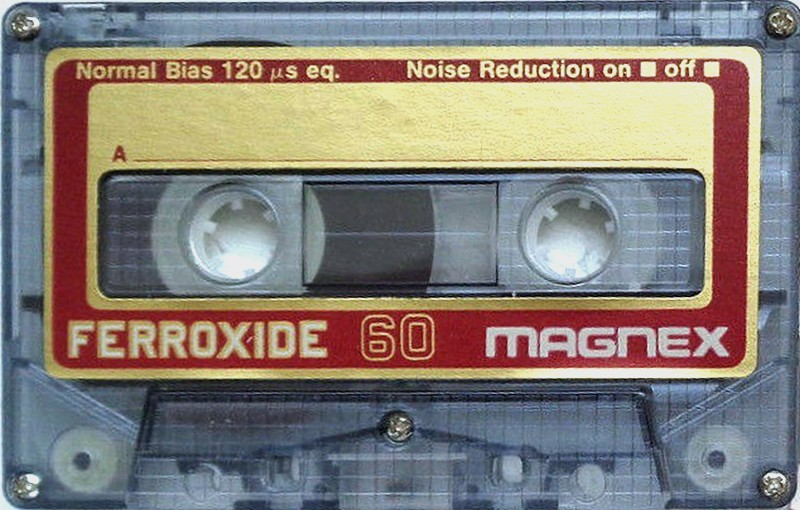 Normal Bias 120 μs eq. Noise Reduction on ■ off ■
A
FERROXIDE 60 MAGNEX